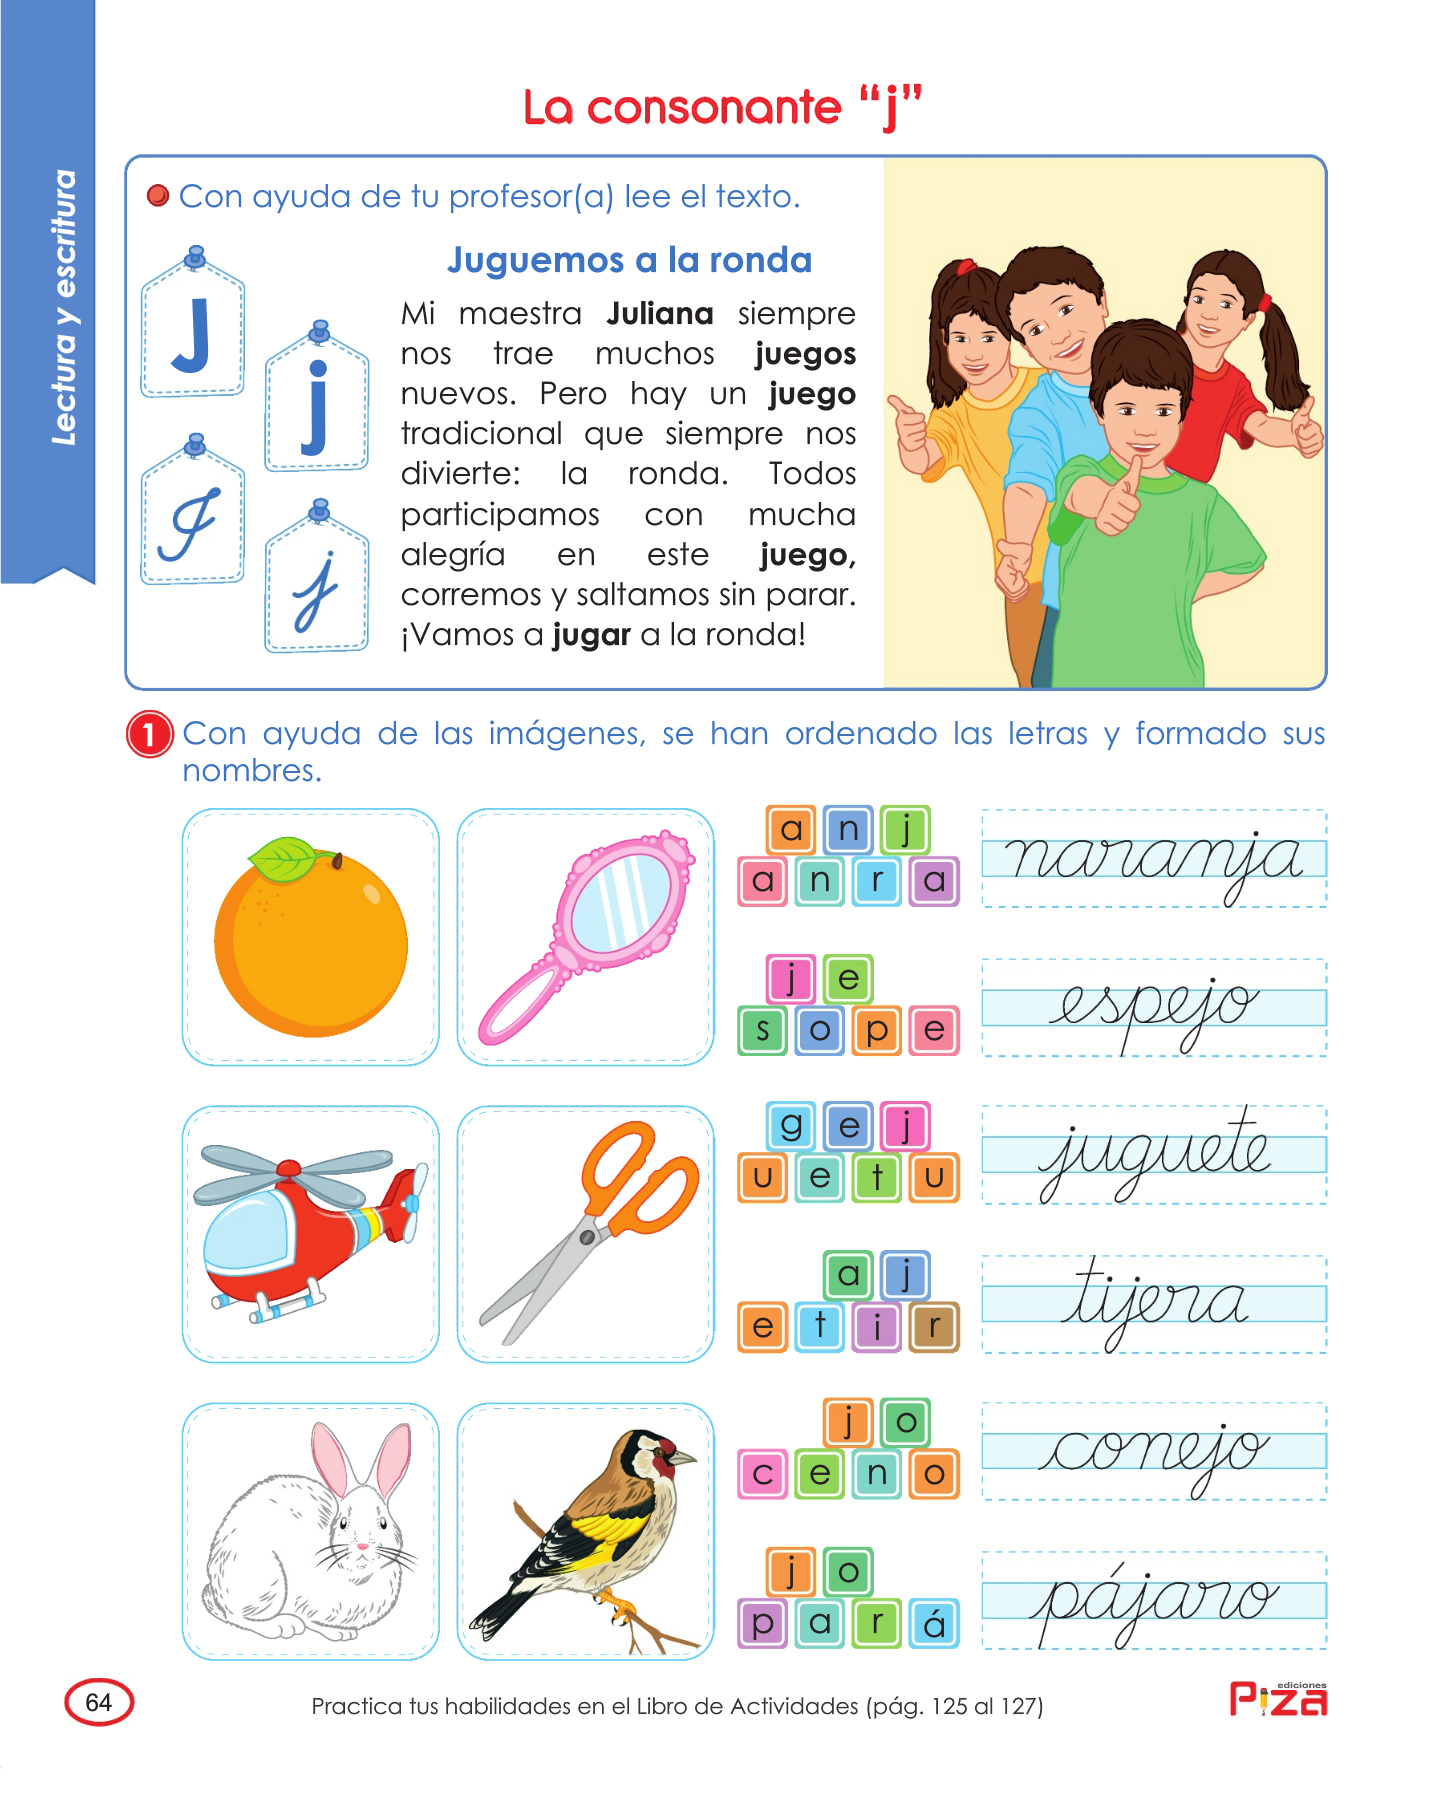 La consonante “j”
Lectura y escritura
Con ayuda de tu profesor(a) lee el texto.
J
j
J
j
Juguemos a la ronda
Mi maestra Juliana siempre
nos trae muchos juegos
nuevos. Pero hay un juego
tradicional que siempre nos
divierte: la ronda. Todos
participamos con mucha
alegría en este juego,
corremos y saltamos sin parar.
¡Vamos a jugar a la ronda!
1 Con ayuda de las imágenes, se han ordenado las letras y formado sus
nombres.
a n j
a n r a
naranja
j e
s o p e
espejo
g e j
u e t u
juguete
a j
e t i r
tijera
j o
c e n o
conejo
j o
p a r á
pájaro
64
Practica tus habilidades en el Libro de Actividades (pág. 125 al 127)
ediciones
Piza